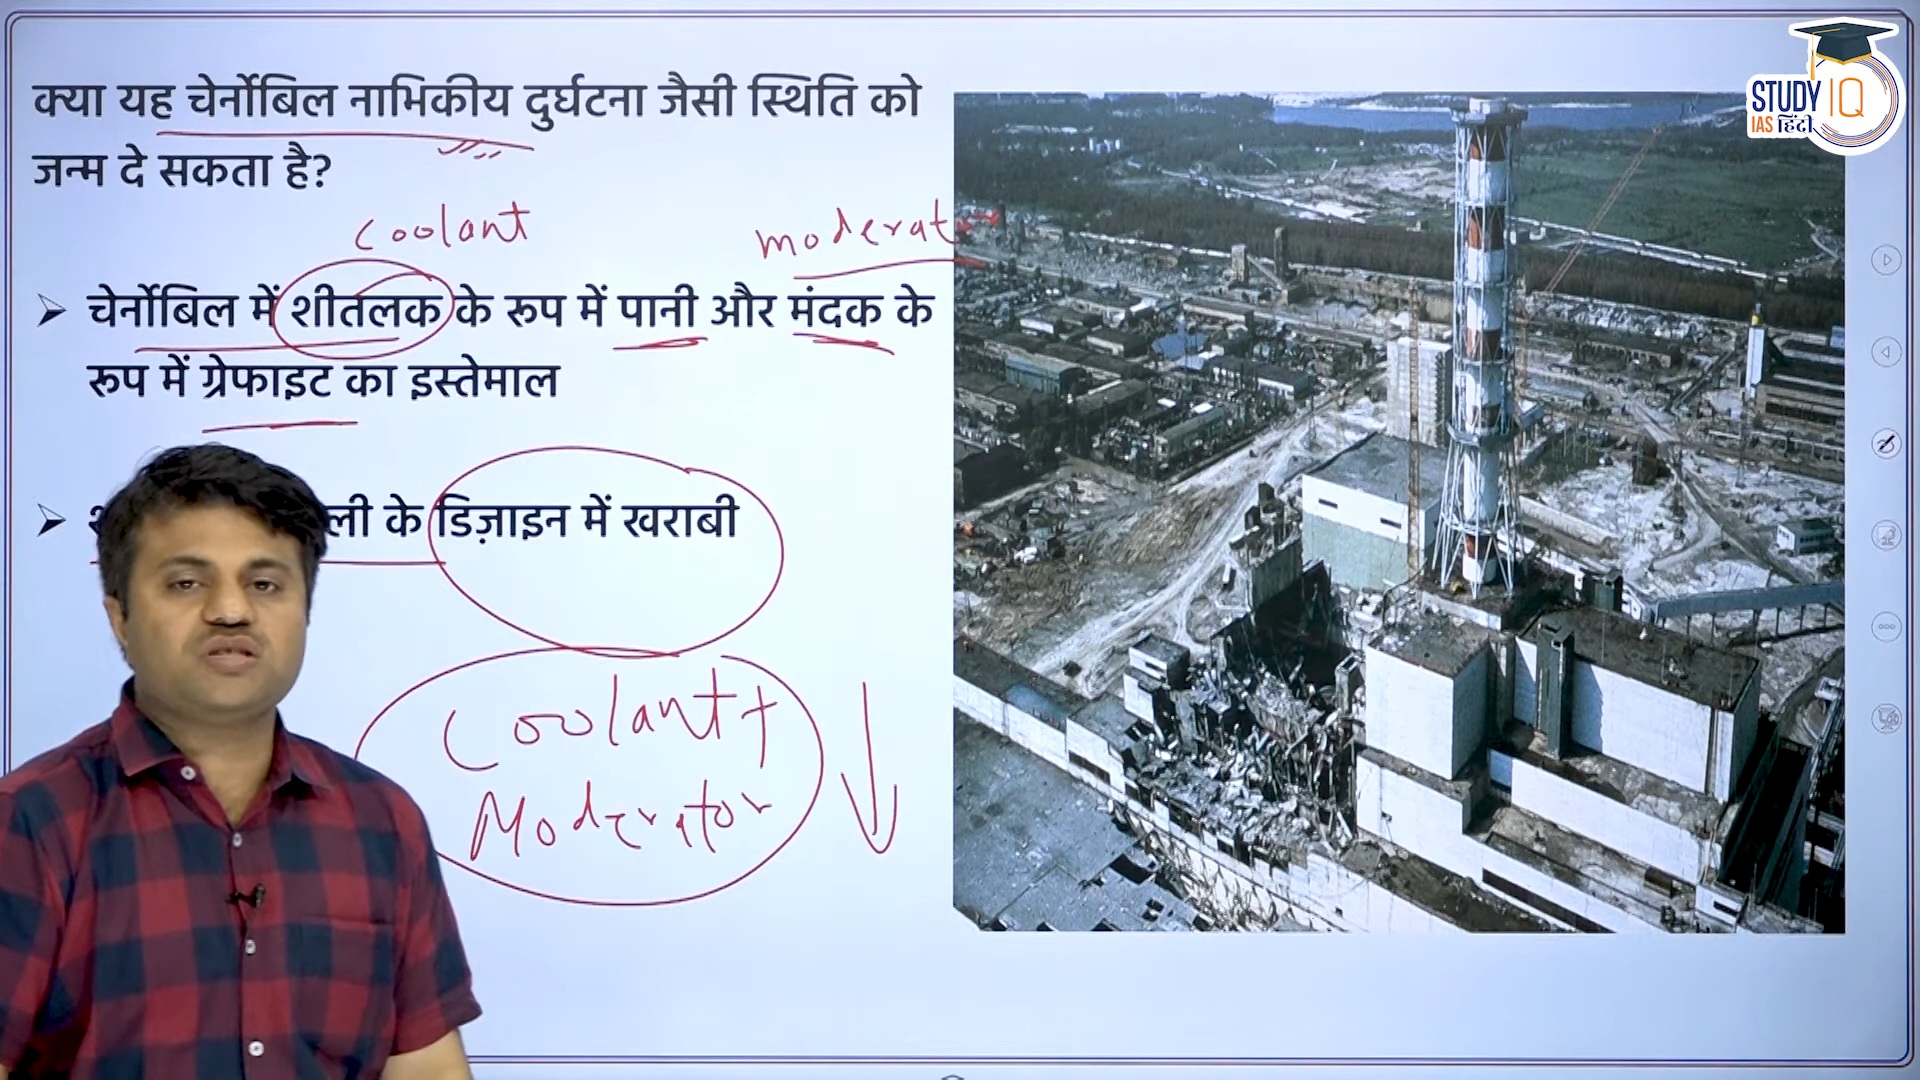 STUDY IQ
IAS हिंदी
क्या यह चेर्नोबिल नाभिकीय दुर्घटना जैसी स्थिति को
जन्म दे सकता है?
coolant moderat
चेर्नोबिल में शीतलक के रूप में पानी और मंदक के
रूप में ग्रेफाइट का इस्तेमाल
के डिज़ाइन में खराबी
Coolant +
Moderator